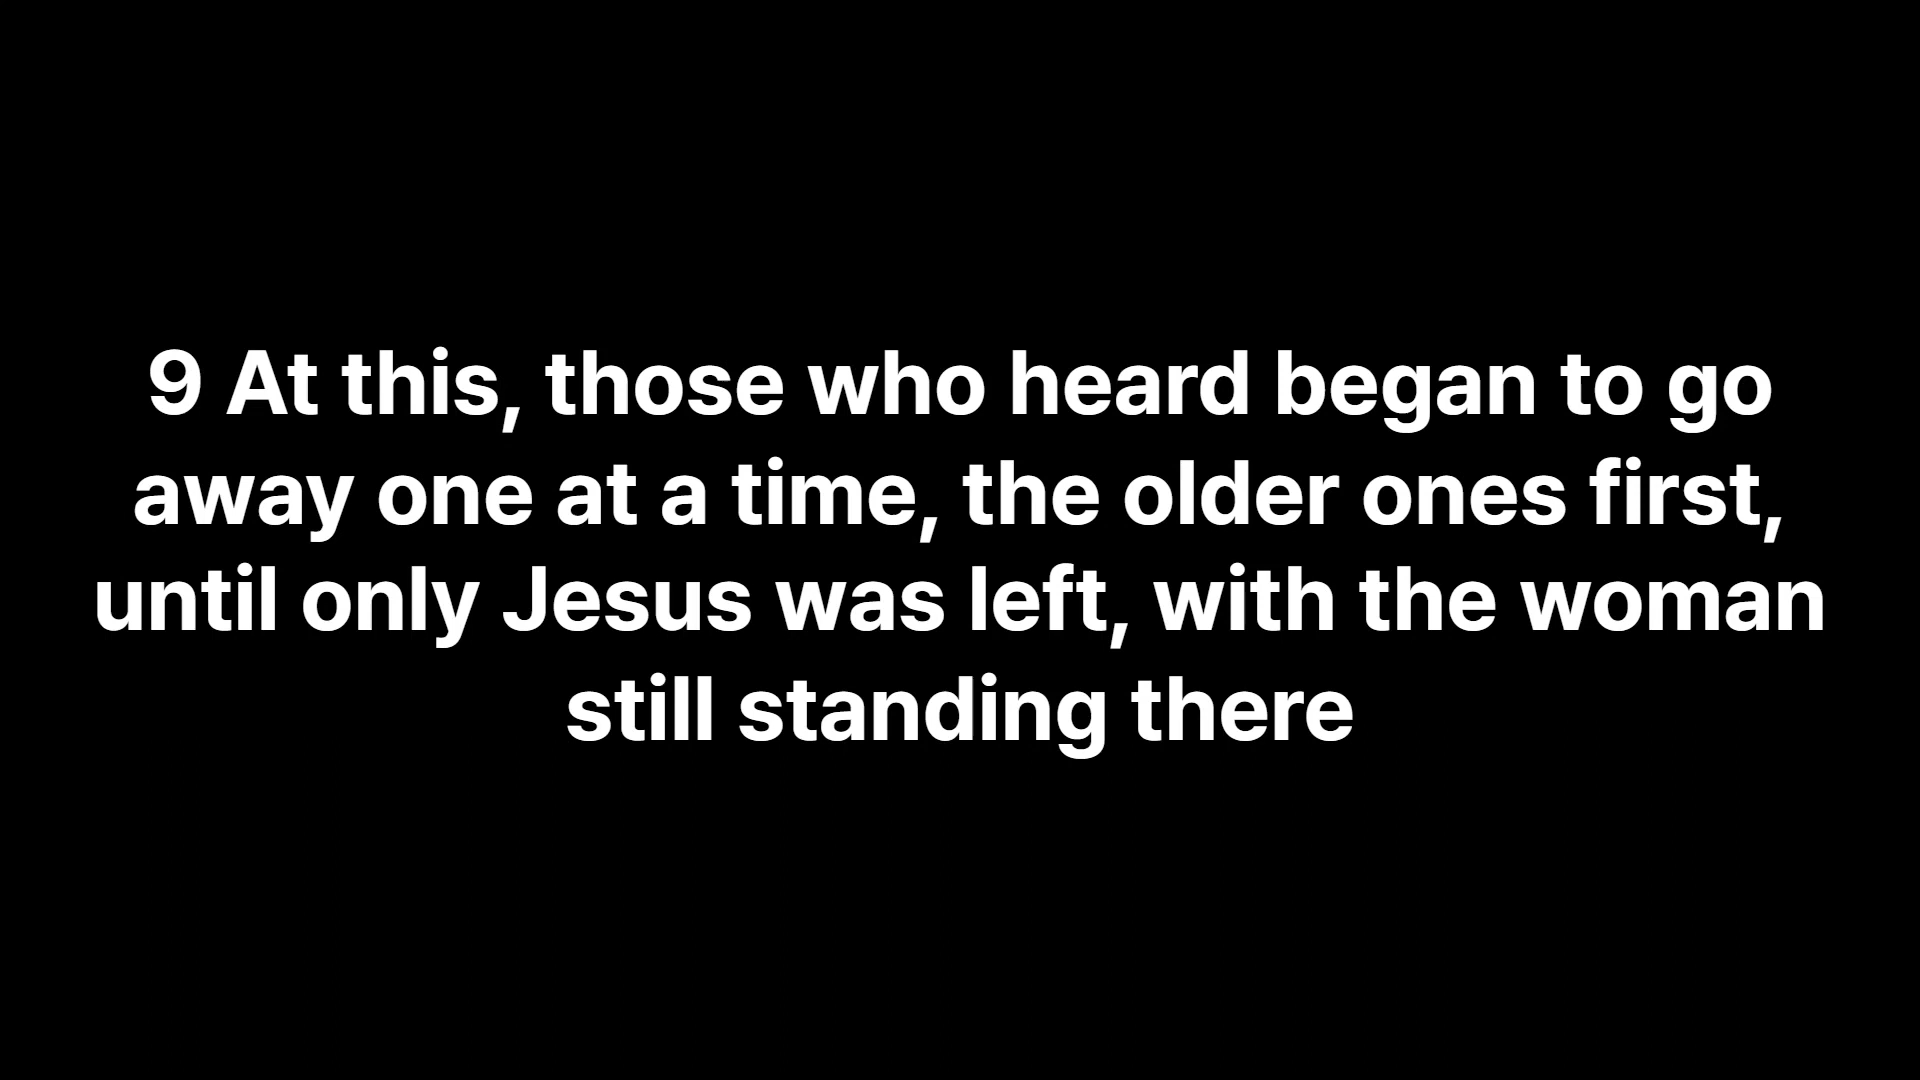 9 At this, those who heard began to go
away one at a time, the older ones first,
until only Jesus was left, with the woman
still standing there